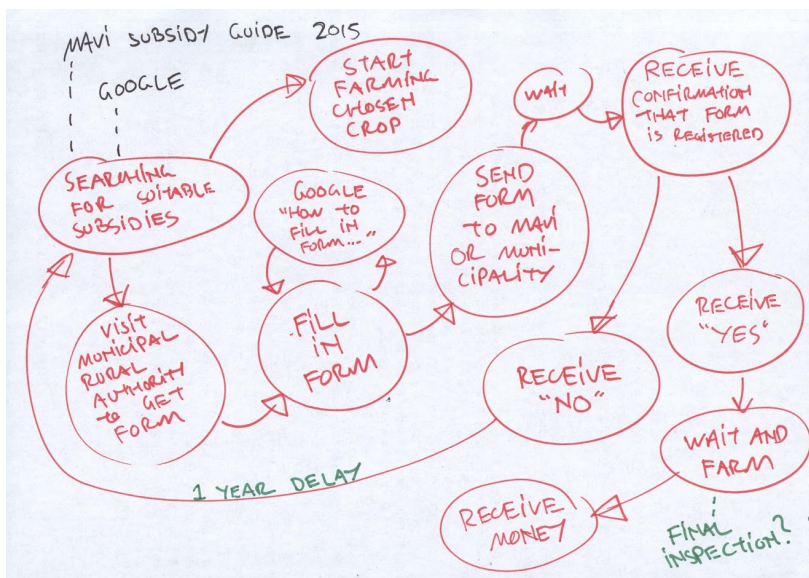 MAVI SUBSIDY GUIDE 2015
GOOGLE
SEARCHING
FOR SUITABLE
SUBSIDIES
START
FARMING
CHOSEN
CROP
VISIT
MUNICIPAL
RURAL
AUTHORITY
to GET
FORM
GOOGLE
"HOW TO
FILL IN
FORM..."
FILL
IN
FORM
SEND
FORM
TO MAVI
OR MUNI-
CIPALITY
WAIT
RECEIVE
CONFIRMATION
THAT FORM
IS REGISTERED
RECEIVE
"NO"
1 YEAR DELAY
RECEIVE
"YES"
WAIT AND
FARM
FINAL
INSPECTION?
RECEIVE
MONEY